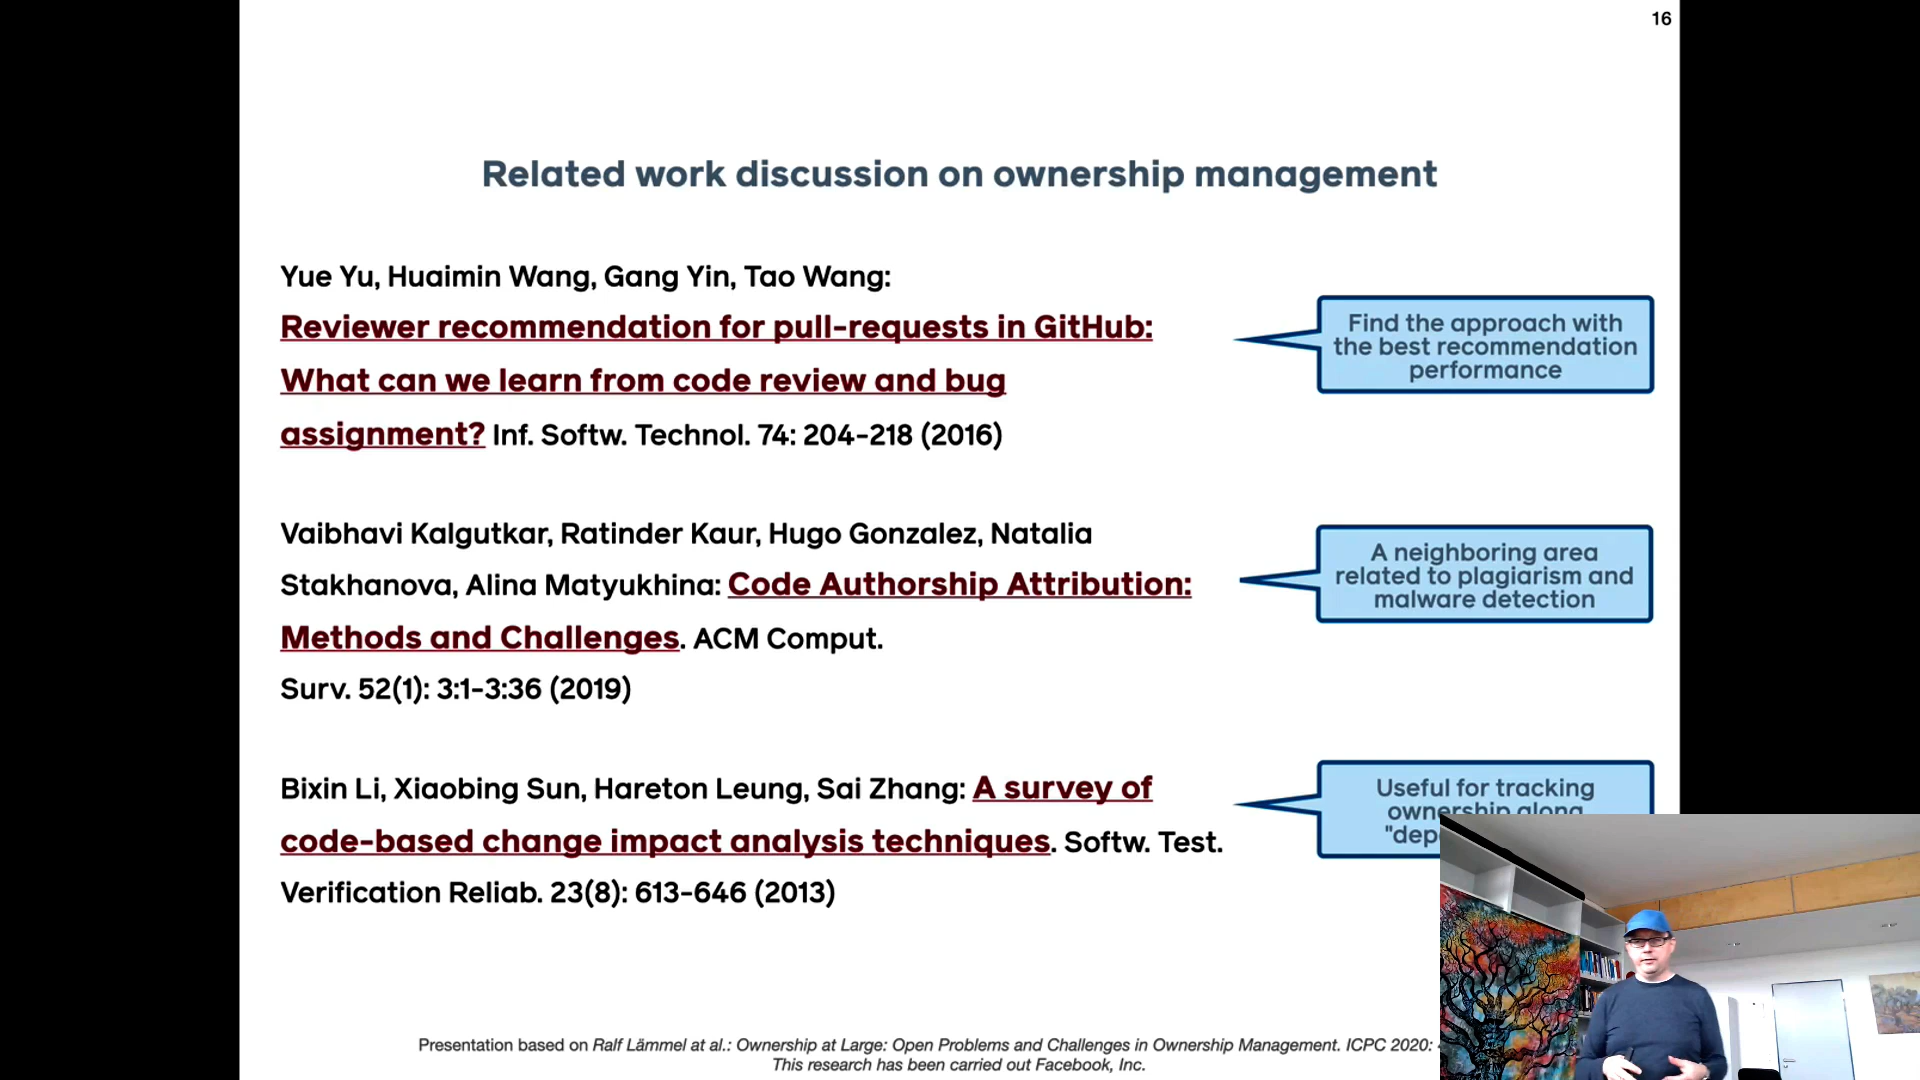 16
Related work discussion on ownership management
Yue Yu, Huaimin Wang, Gang Yin, Tao Wang:
Reviewer recommendation for pull-requests in GitHub:
What can we learn from code review and bug
assignment? Inf. Softw. Technol. 74: 204-218 (2016)
Find the approach with
the best recommendation
performance
Vaibhavi Kalgutkar, Ratinder Kaur, Hugo Gonzalez, Natalia
Stakhanova, Alina Matyukhina: Code Authorship Attribution:
Methods and Challenges. ACM Comput.
Surv. 52(1): 3:1-3:36 (2019)
A neighboring area
related to plagiarism and
malware detection
Bixin Li, Xiaobing Sun, Hareton Leung, Sai Zhang: A survey of
code-based change impact analysis techniques. Softw. Test.
Verification Reliab. 23(8): 613-646 (2013)
Useful for tracking
ownership along
Presentation based on Ralf Lämmel at al.: Ownership at Large: Open Problems and Challenges in Ownership Management. ICPC 2020:
This research has been carried out Facebook, Inc.